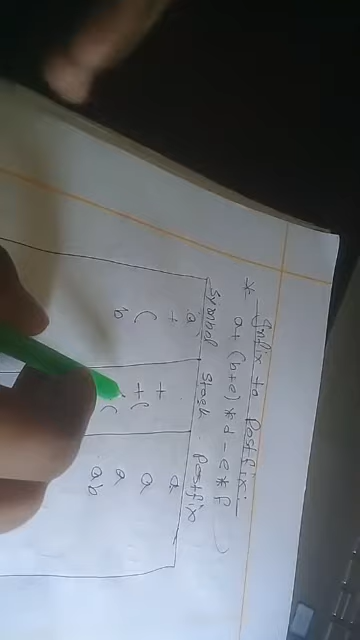 * Infix to Postfix:
a + (b+c) * d - e * f )
symbol stack Postfix
a a
+ + a
( +( a
b ( ab